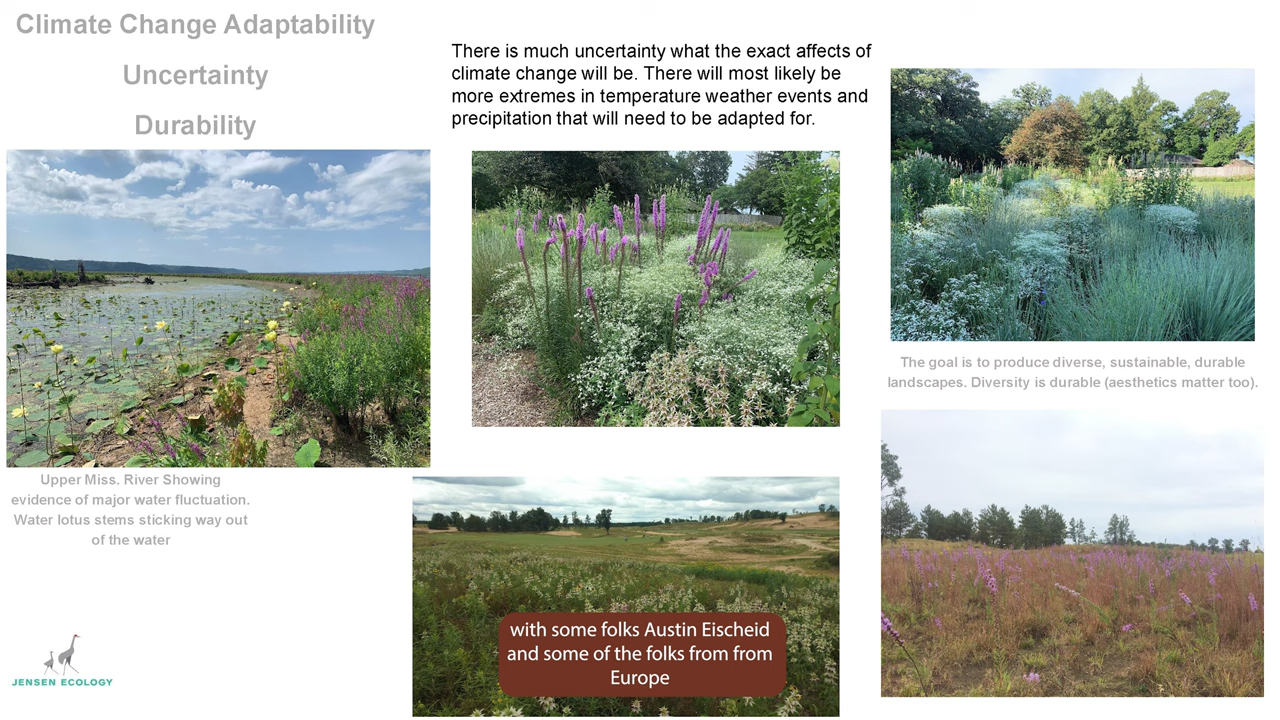 Climate Change Adaptability
Uncertainty
Durability
There is much uncertainty what the exact affects of
climate change will be. There will most likely be
more extremes in temperature weather events and
precipitation that will need to be adapted for.
The goal is to produce diverse, sustainable, durable
landscapes. Diversity is durable (aesthetics matter too).
Upper Miss. River Showing
evidence of major water fluctuation.
Water lotus stems sticking way out
of the water
with some folks Austin Eischeid
and some of the folks from from
Europe
JENSEN ECOLOGY